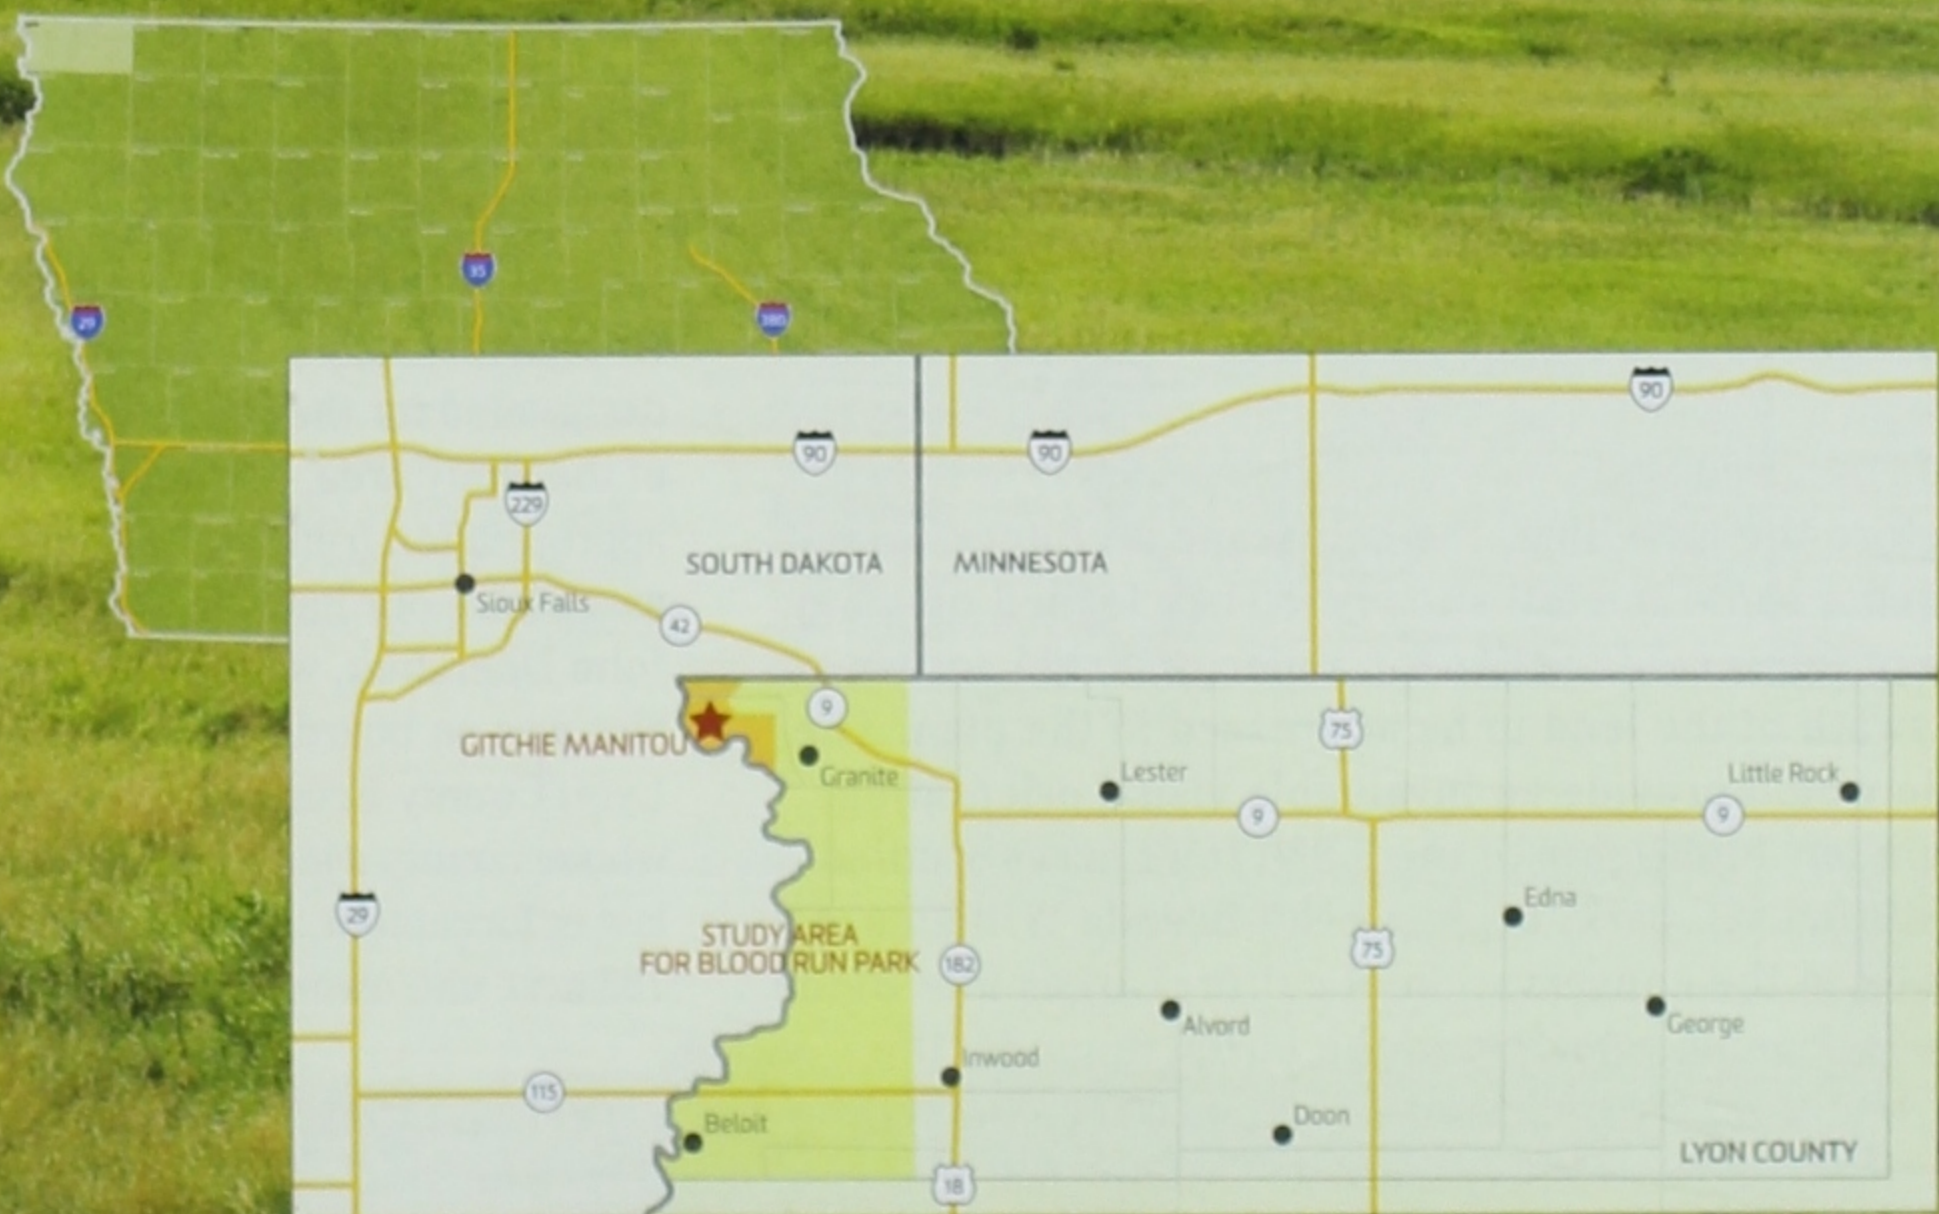 35
29
380
90
90
90
229
SOUTH DAKOTA
MINNESOTA
Sioux Falls
42
9
75
GITCHIE MANITOU
Granite
Lester
Little Rock
9
9
29
Edna
STUDY AREA
FOR BLOOD RUN PARK
182
75
Alvord
George
Inwood
115
Doon
Beloit
LYON COUNTY
18